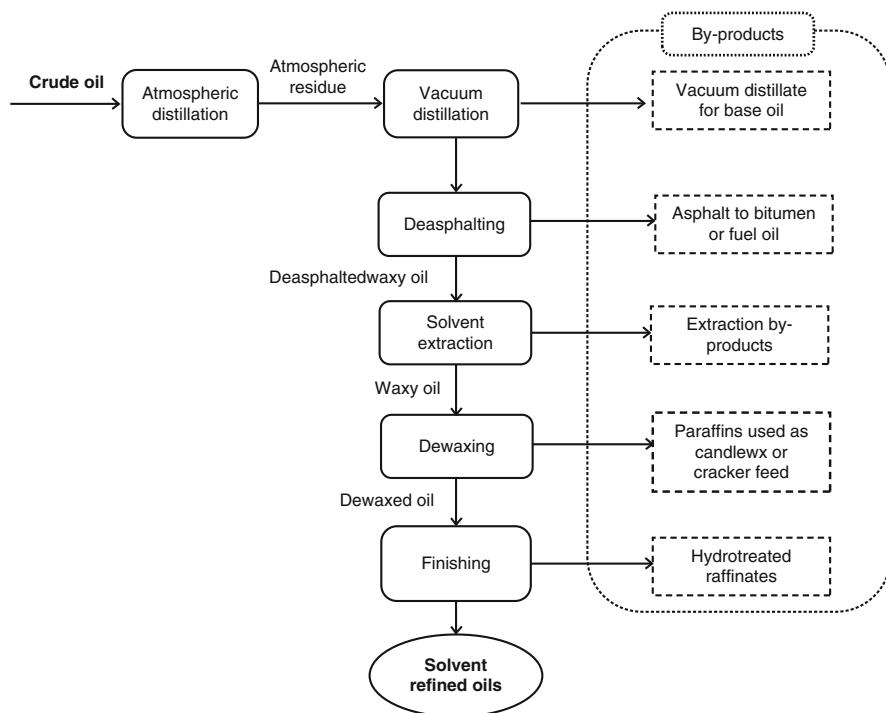 By-products
Crude oil
Atmospheric
distillation
Atmospheric
residue
Vacuum
distillation
Vacuum distillate
for base oil
Deasphalting
Asphalt to bitumen
or fuel oil
Deasphaltedwaxy oil
Solvent
extraction
Extraction by-
products
Waxy oil
Dewaxing
Paraffins used as
candlewx or
cracker feed
Dewaxed oil
Finishing
Hydrotreated
raffinates
Solvent
refined oils